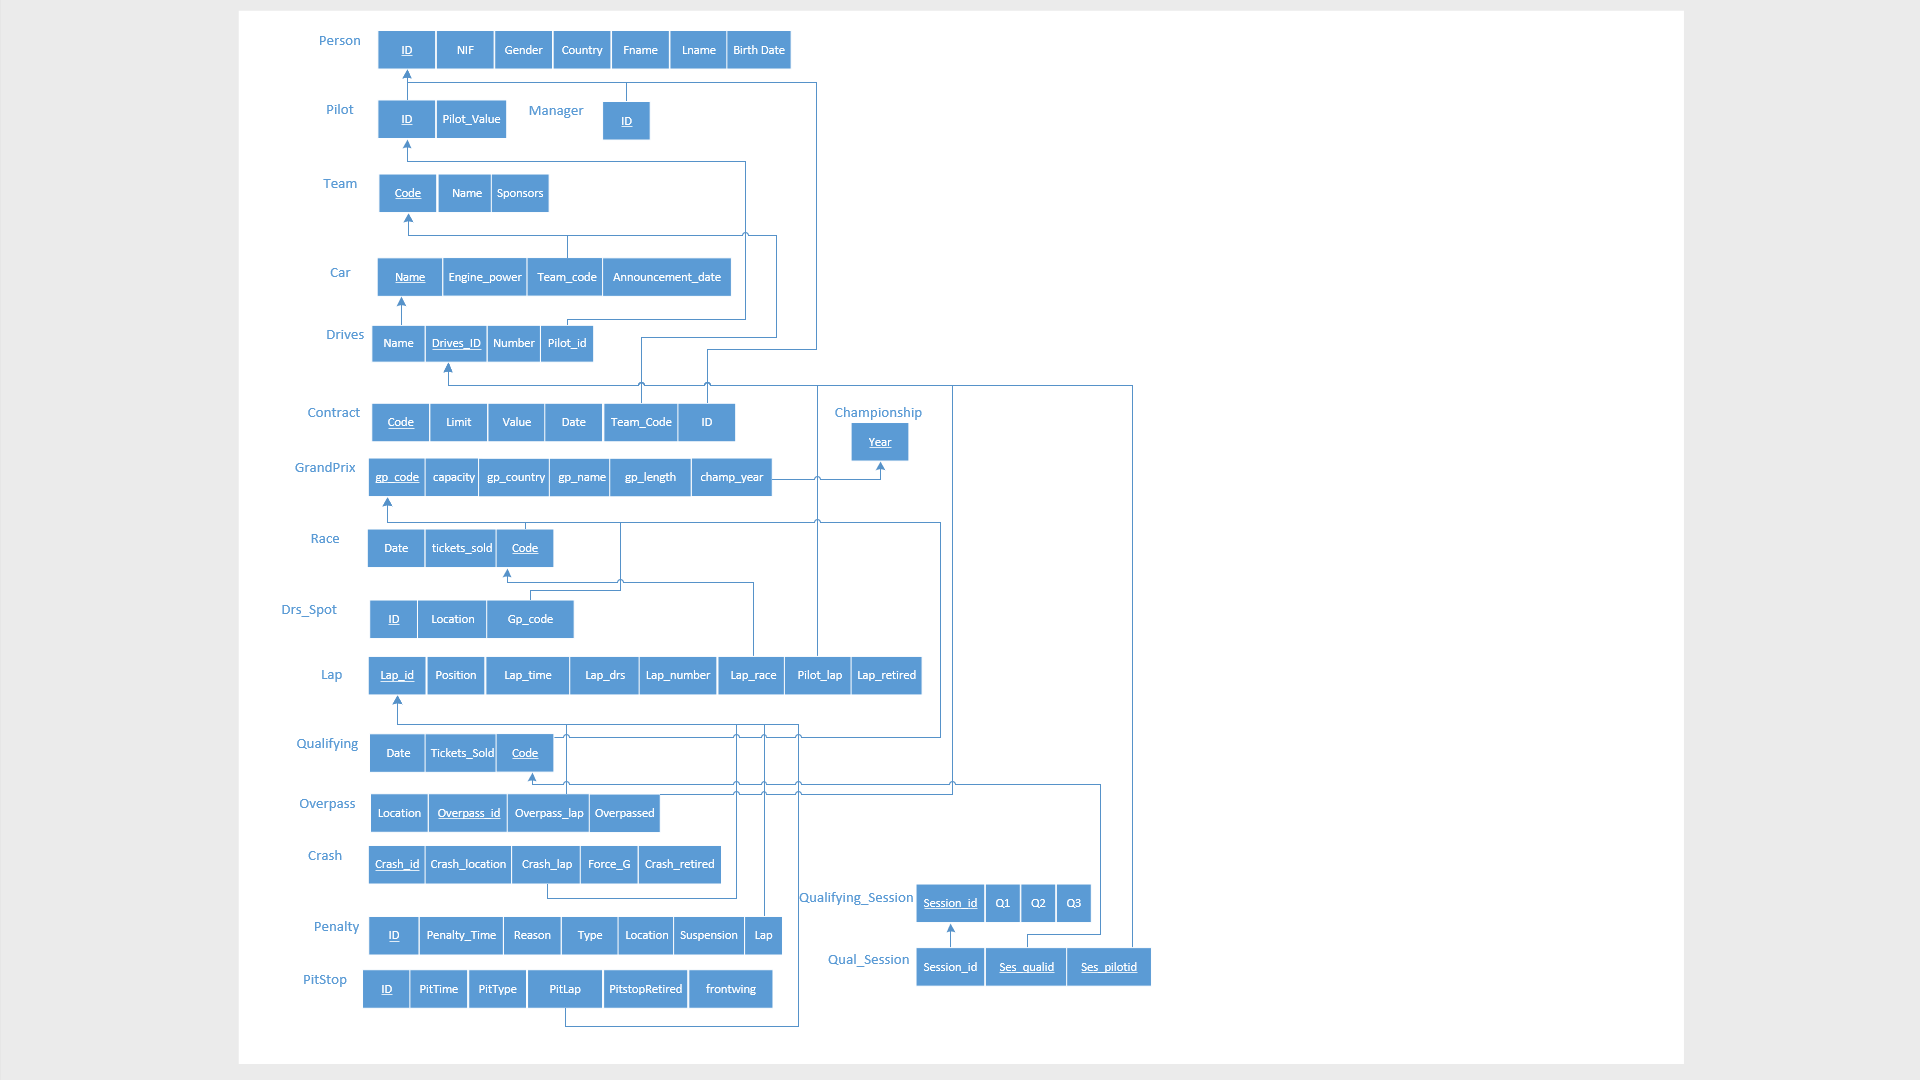 Person ID NIF Gender Country Fname Lname Birth Date
Pilot ID Pilot_Value Manager ID
Team Code Name Sponsors
Car Name Engine_power Team_code Announcement_date
Drives Name Drives_ID Number Pilot_id
Contract Code Limit Value Date Team_Code ID
Championship
Year
GrandPrix gp_code capacity gp_country gp_name gp_length champ_year
Race Date tickets_sold Code
Drs_Spot ID Location Gp_code
Lap Lap_id Position Lap_time Lap_drs Lap_number Lap_race Pilot_lap Lap_retired
Qualifying Date Tickets_Sold Code
Overpass Location Overpass_id Overpass_lap Overpassed
Crash Crash_id Crash_location Crash_lap Force_G Crash_retired
Qualifying_Session Session_id Q1 Q2 Q3
Penalty ID Penalty_Time Reason Type Location Suspension Lap
Qual_Session Session_id Ses_qualid Ses_pilotid
PitStop ID PitTime PitType PitLap PitstopRetired frontwing